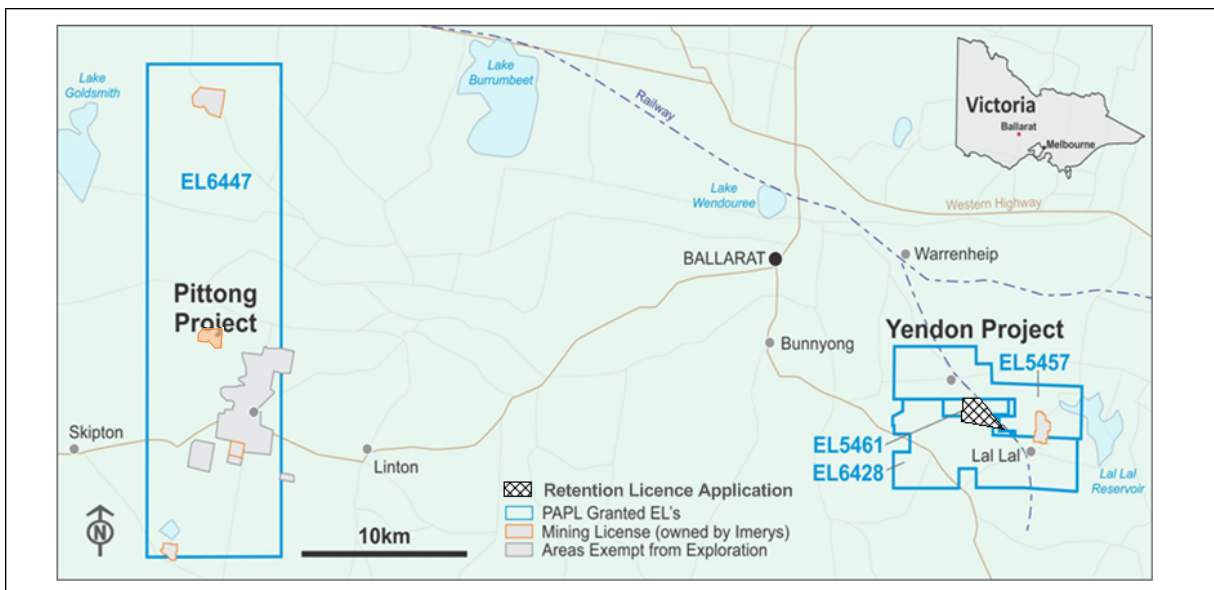 Lake
Goldsmith
EL6447
Pittong
Project
Skipton
Linton
N
10km
Lake
Burrumbeet
Railway
Lake
Wendouree
BALLARAT
Bunnyong
Victoria
Ballarat
Melbourne
Western Highway
Warrenheip
Yendon Project
EL5457
EL5461
EL6428
Lal Lal
Lal Lal
Reservoir
Retention Licence Application
PAPL Granted EL's
Mining License (owned by Imerys)
Areas Exempt from Exploration